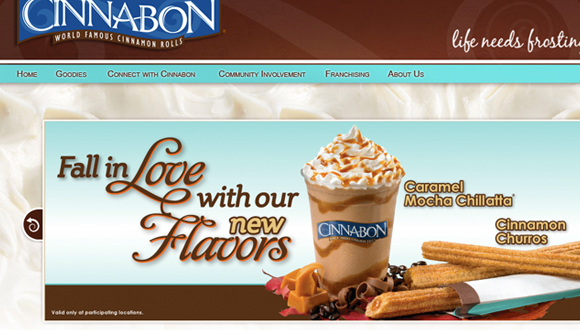 CINNABON®
WORLD FAMOUS CINNAMON ROLLS®
life needs frosting
Home Goodies Connect with Cinnabon Community Involvement Franchising About Us
Fall in Love
with our
new
Flavors
Caramel
Mocha Chillatta®
CINNABON
Cinnamon
Churros
Valid only at participating locations.